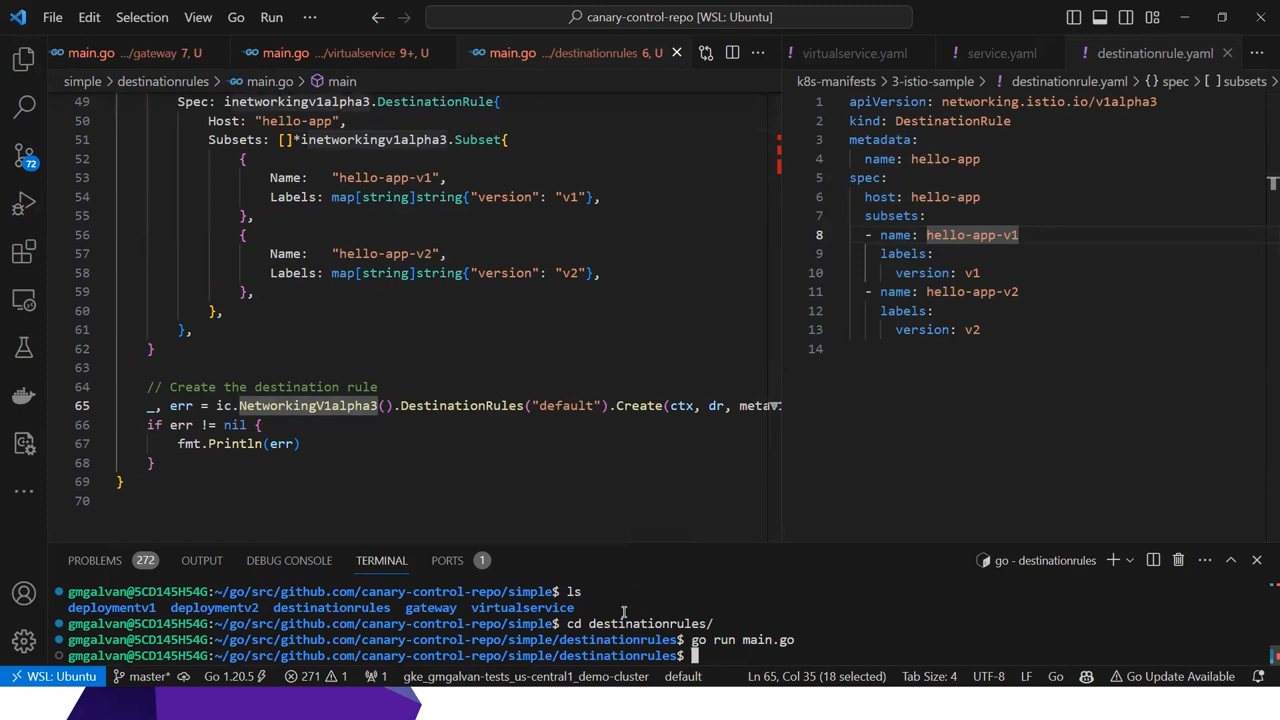 File Edit Selection View Go Run ··· canary-control-repo [WSL: Ubuntu]
main.go .../gateway 7, U main.go .../virtualservice 9+, U main.go .../destinationrules 6, U virtualservice.yaml service.yaml destinationrule.yaml
simple > destinationrules > main.go > main
49 Spec: inetworkingv1alpha3.DestinationRule{
50 Host: "hello-app",
51 Subsets: []*inetworkingv1alpha3.Subset{
52 {
53 Name: "hello-app-v1",
54 Labels: map[string]string{"version": "v1"},
55 },
56 {
57 Name: "hello-app-v2",
58 Labels: map[string]string{"version": "v2"},
59 },
60 },
61 },
62 }
63
64 // Create the destination rule
65 _, err = ic.NetworkingV1alpha3().DestinationRules("default").Create(ctx, dr, meta
66 if err != nil {
67 fmt.Println(err)
68 }
69 }
70
k8s-manifests > 3-istio-sample > destinationrule.yaml > {} spec > [ ] subsets >
1 apiVersion: networking.istio.io/v1alpha3
2 kind: DestinationRule
3 metadata:
4 name: hello-app
5 spec:
6 host: hello-app
7 subsets:
8 - name: hello-app-v1
9 labels:
10 version: v1
11 - name: hello-app-v2
12 labels:
13 version: v2
14
72
PROBLEMS 272 OUTPUT DEBUG CONSOLE TERMINAL PORTS 1 go - destinationrules
gmgalvan@5CD145H54G:~/go/src/github.com/canary-control-repo/simple$ ls
deploymentv1 deploymentv2 destinationrules gateway virtualservice
gmgalvan@5CD145H54G:~/go/src/github.com/canary-control-repo/simple$ cd destinationrules/
gmgalvan@5CD145H54G:~/go/src/github.com/canary-control-repo/simple/destinationrules$ go run main.go
gmgalvan@5CD145H54G:~/go/src/github.com/canary-control-repo/simple/destinationrules$
WSL: Ubuntu master* Go 1.20.5 271 1 1 gke_gmgalvan-tests_us-central1_demo-cluster default Ln 65, Col 35 (18 selected) Tab Size: 4 UTF-8 LF Go Go Update Available